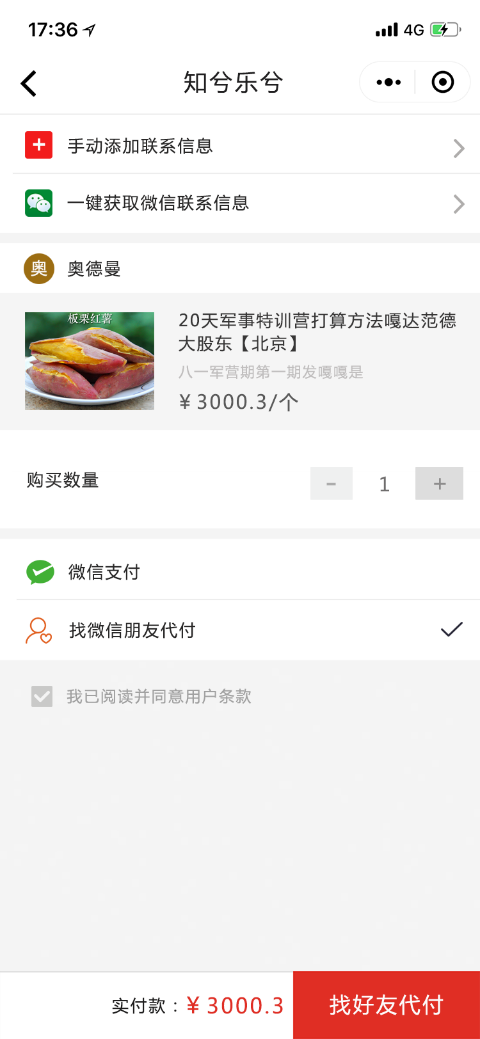 17:36
4G
知兮乐兮
手动添加联系信息
一键获取微信联系信息
奥 奥德曼
板栗红薯
20天军事特训营打算方法嘎达范德
大股东【北京】
八一军营期第一期发嘎嘎是
¥3000.3/个
购买数量
- 1 +
微信支付
找微信朋友代付
我已阅读并同意用户条款
实付款：¥3000.3
找好友代付